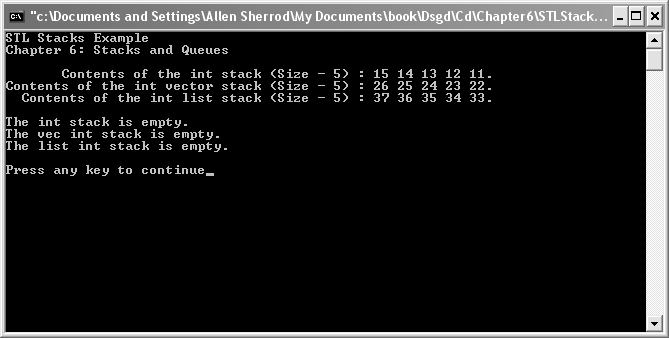 "c:\Documents and Settings\Allen Sherrod\My Documents\book\Dsgd\Cd\Chapter6\STLStack...
STL Stacks Example
Chapter 6: Stacks and Queues
Contents of the int stack (Size - 5) : 15 14 13 12 11.
Contents of the int vector stack (Size - 5) : 26 25 24 23 22.
Contents of the int list stack (Size - 5) : 37 36 35 34 33.
The int stack is empty.
The vec int stack is empty.
The list int stack is empty.
Press any key to continue_